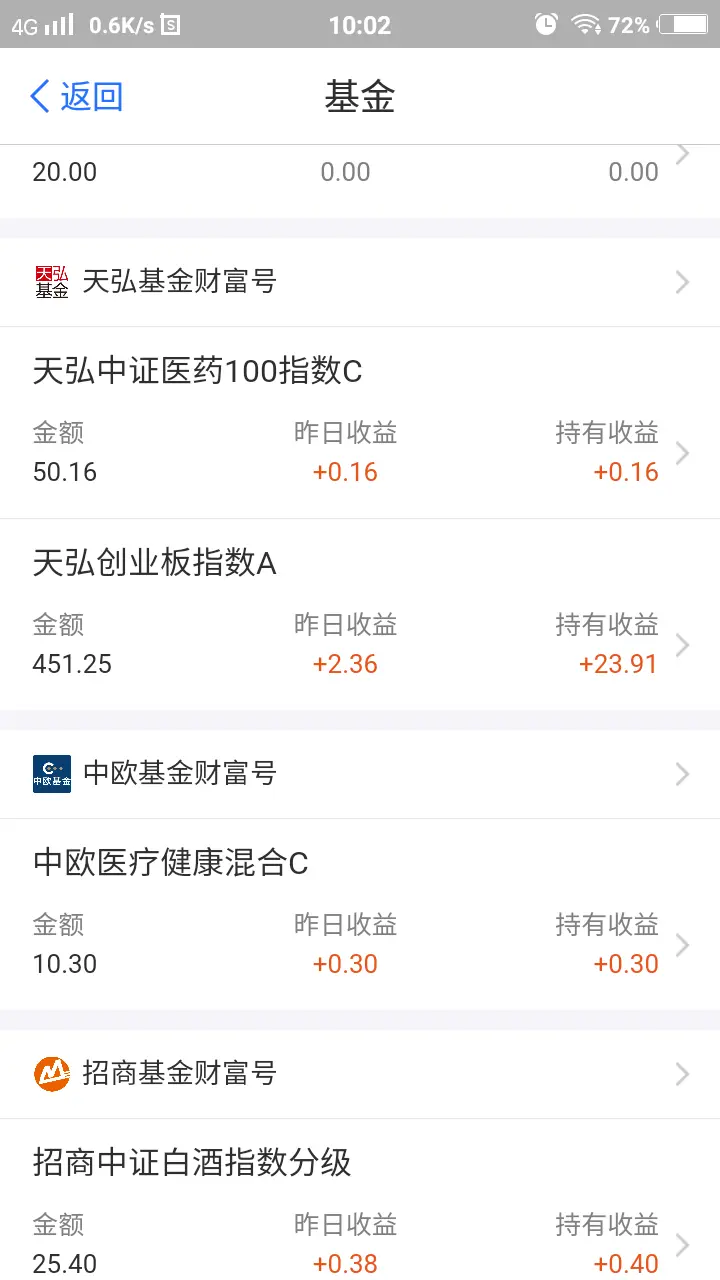 4G 0.6K/s S 10:02 72%
返回 基金
20.00 0.00 0.00
天弘基金 天弘基金财富号
天弘中证医药100指数C
金额 昨日收益 持有收益
50.16 +0.16 +0.16
天弘创业板指数A
金额 昨日收益 持有收益
451.25 +2.36 +23.91
中欧基金 中欧基金财富号
中欧医疗健康混合C
金额 昨日收益 持有收益
10.30 +0.30 +0.30
招商基金财富号
招商中证白酒指数分级
金额 昨日收益 持有收益
25.40 +0.38 +0.40